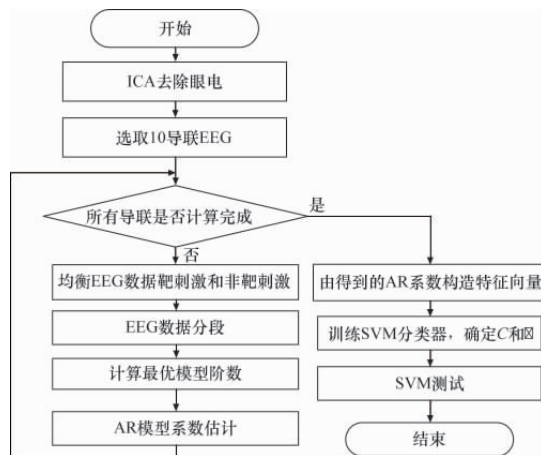 开始
ICA去除眼电
选取10导联EEG
所有导联是否计算完成
是
否
均衡EEG数据靶刺激和非靶刺激
EEG数据分段
计算最优模型阶数
AR模型系数估计
由得到的AR系数构造特征向量
训练SVM分类器，确定C和
SVM测试
结束